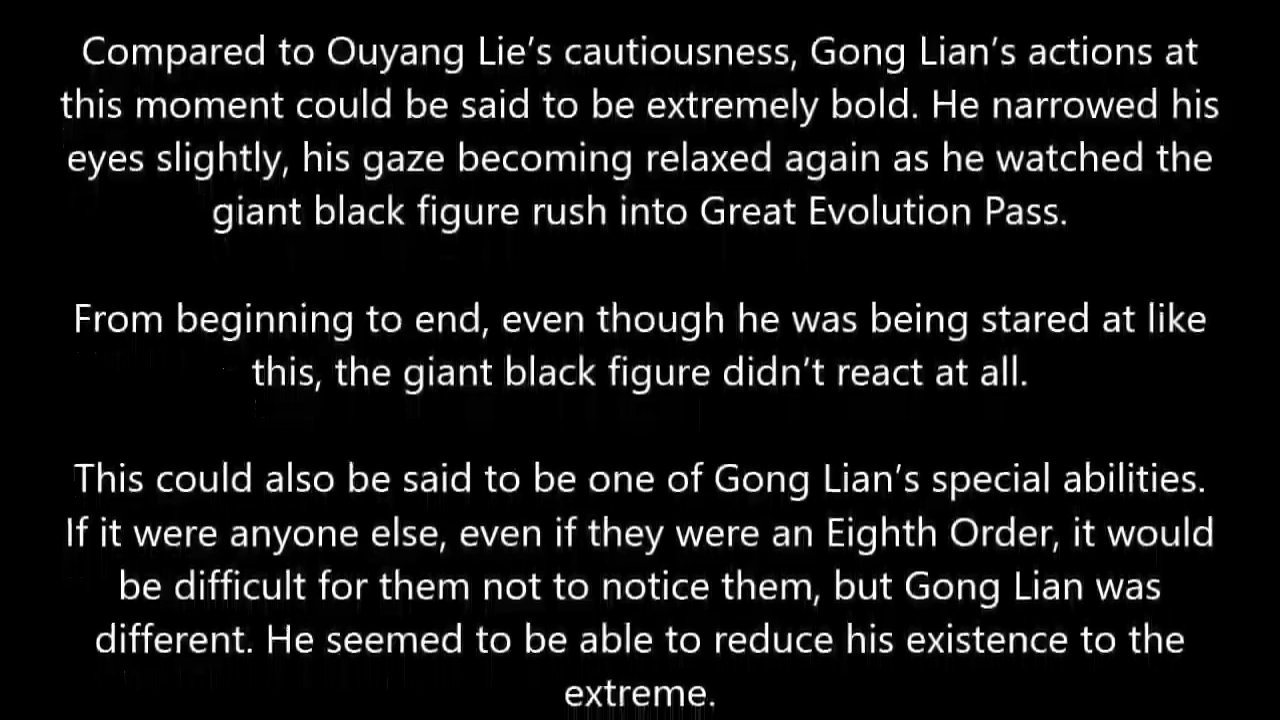 Compared to Ouyang Lie’s cautiousness, Gong Lian’s actions at
this moment could be said to be extremely bold. He narrowed his
eyes slightly, his gaze becoming relaxed again as he watched the
giant black figure rush into Great Evolution Pass.
From beginning to end, even though he was being stared at like
this, the giant black figure didn’t react at all.
This could also be said to be one of Gong Lian’s special abilities.
If it were anyone else, even if they were an Eighth Order, it would
be difficult for them not to notice them, but Gong Lian was
different. He seemed to be able to reduce his existence to the
extreme.